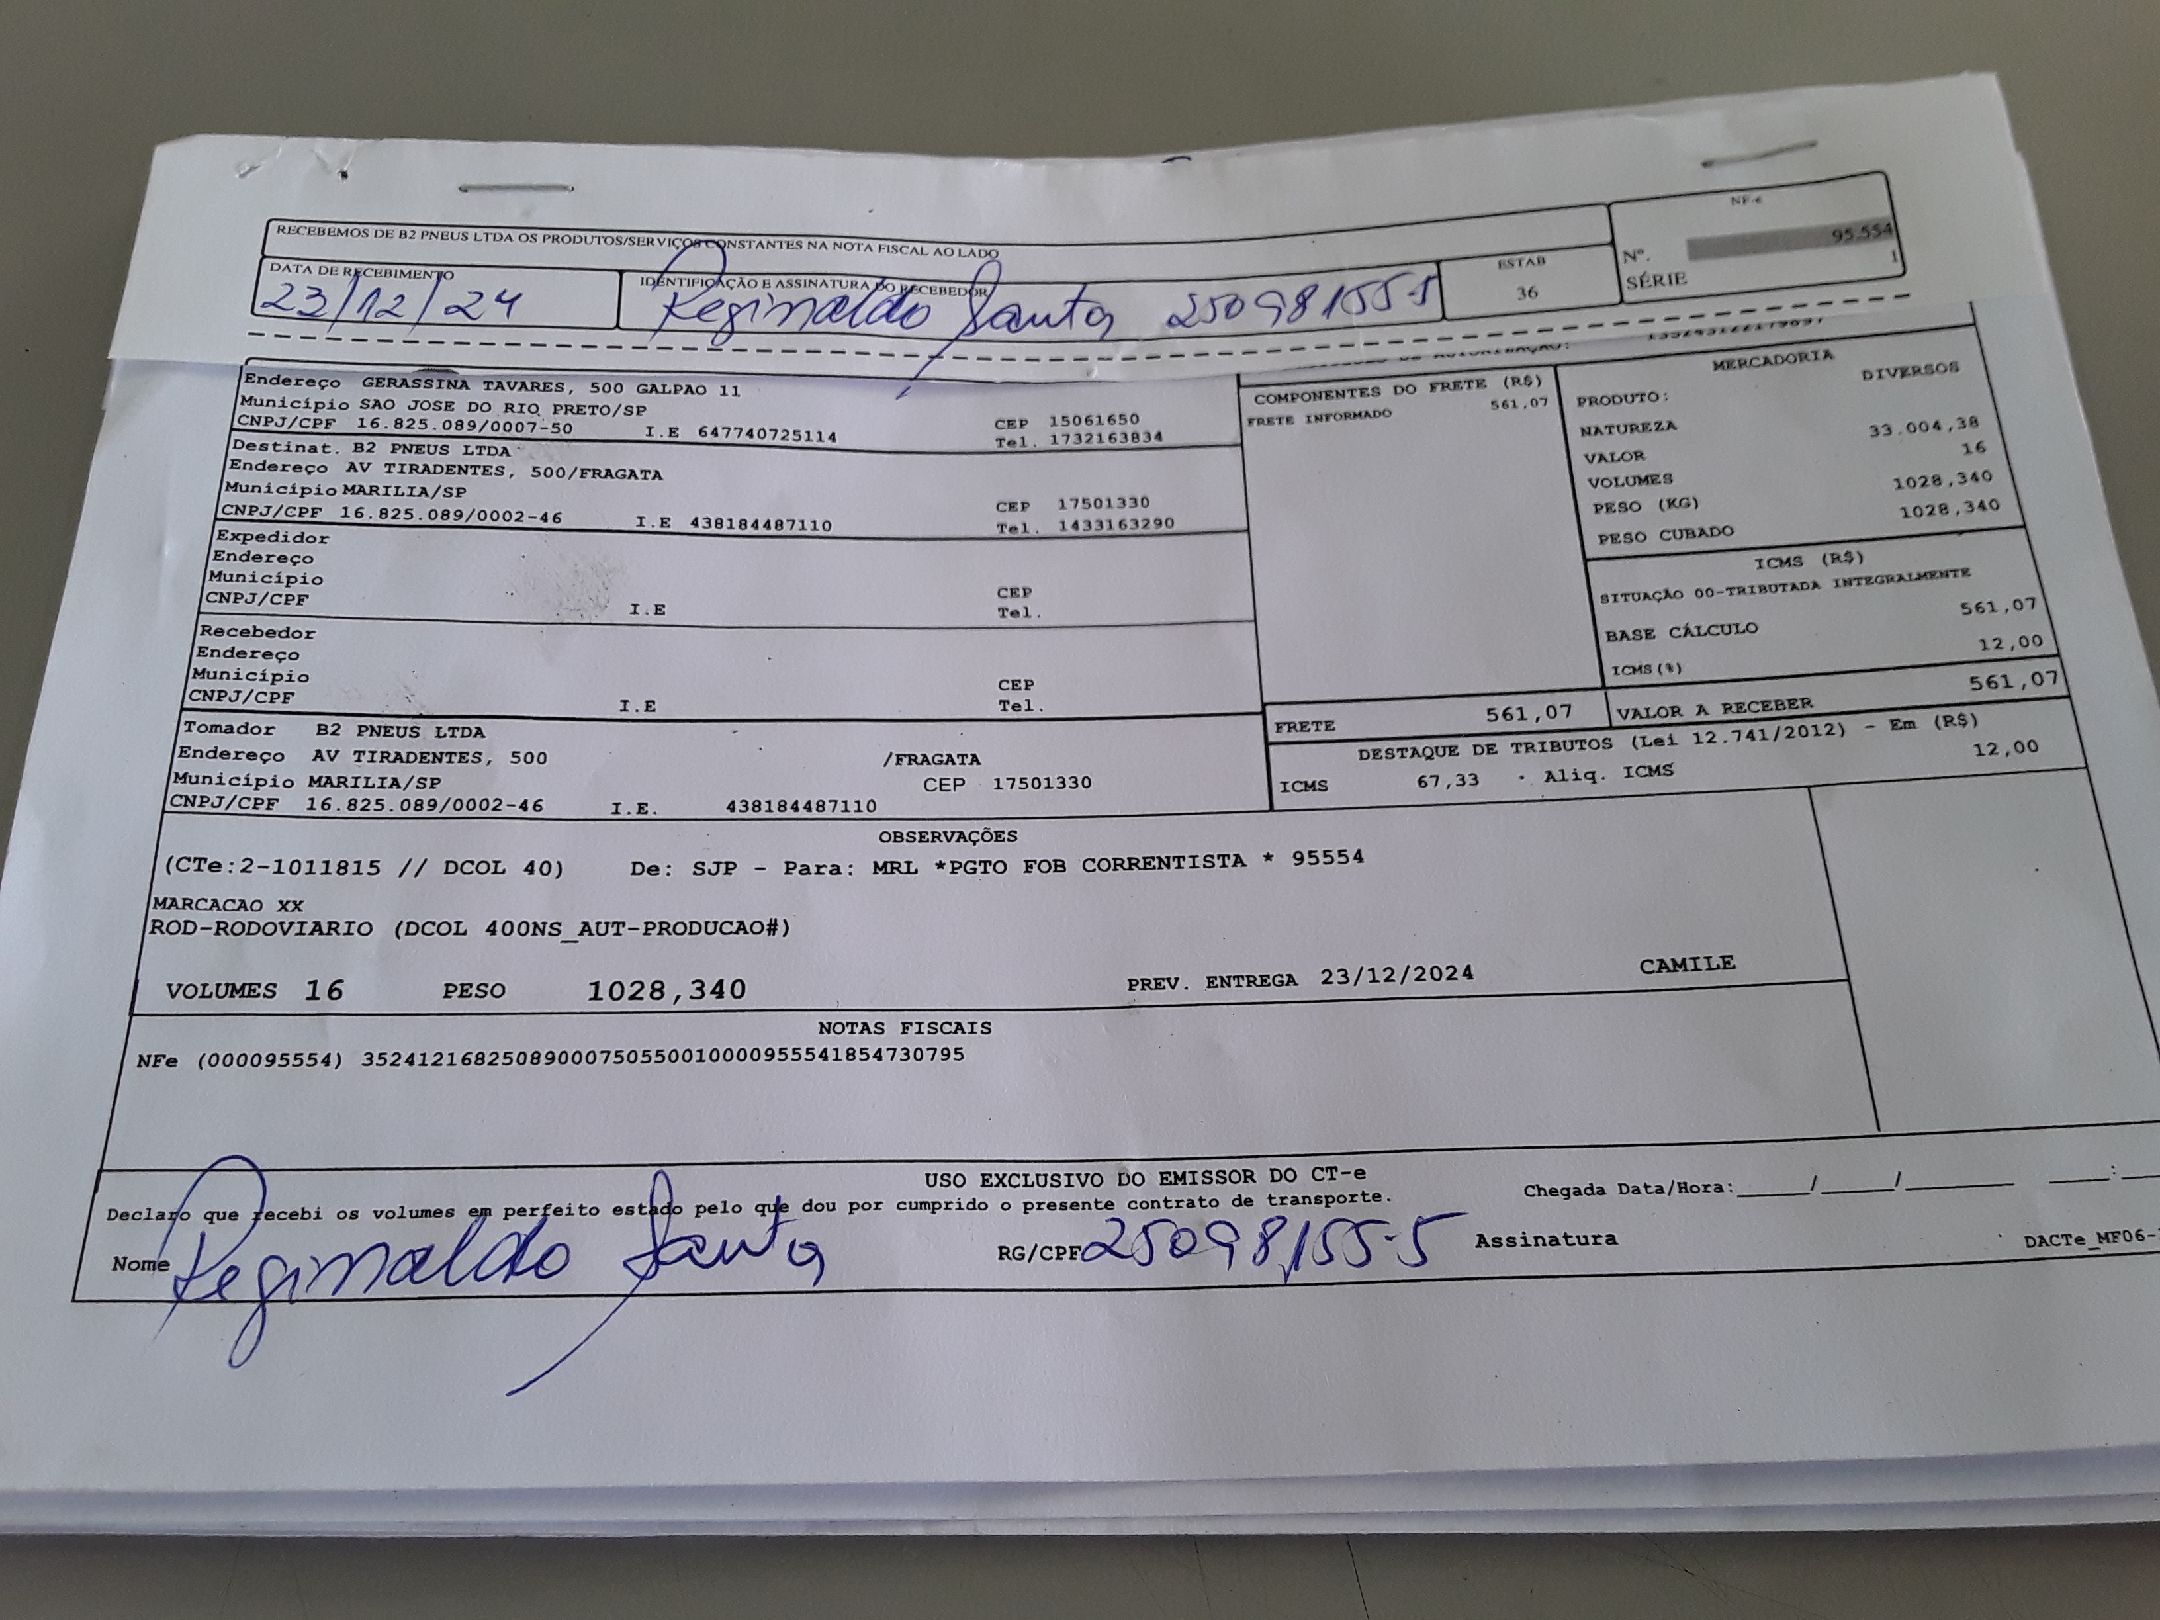 NF-e
RECEBEMOS DE B2 PNEUS LTDA OS PRODUTOS/SERVIÇOS CONSTANTES NA NOTA FISCAL AO LADO
Nº. 95.554
SÉRIE 1
DATA DE RECEBIMENTO
23/12/24
IDENTIFICAÇÃO E ASSINATURA DO RECEBEDOR
Reginaldo Santa 25098155-5
ESTAB
36
Endereço GERASSINA TAVARES, 500 GALPAO 11
Município SAO JOSE DO RIO PRETO/SP CEP 15061650
CNPJ/CPF 16.825.089/0007-50 I.E 647740725114 Tel. 1732163834
Destinat. B2 PNEUS LTDA
Endereço AV TIRADENTES, 500/FRAGATA
Município MARILIA/SP CEP 17501330
CNPJ/CPF 16.825.089/0002-46 I.E 438184487110 Tel. 1433163290
Expedidor
Endereço
Município CEP
CNPJ/CPF I.E Tel.
Recebedor
Endereço
Município CEP
CNPJ/CPF I.E Tel.
Tomador B2 PNEUS LTDA
Endereço AV TIRADENTES, 500 /FRAGATA
Município MARILIA/SP CEP 17501330
CNPJ/CPF 16.825.089/0002-46 I.E. 438184487110
COMPONENTES DO FRETE (R$)
FRETE INFORMADO 561,07
MERCADORIA
PRODUTO: DIVERSOS
NATUREZA
VALOR 33.004,38
VOLUMES 16
PESO (KG) 1028,340
PESO CUBADO 1028,340
ICMS (R$)
SITUAÇÃO 00-TRIBUTADA INTEGRALMENTE
BASE CÁLCULO 561,07
ICMS(%) 12,00
FRETE 561,07 VALOR A RECEBER 561,07
DESTAQUE DE TRIBUTOS (Lei 12.741/2012) - Em (R$)
ICMS 67,33 Aliq. ICMS 12,00
OBSERVAÇÕES
(CTe:2-1011815 // DCOL 40) De: SJP - Para: MRL *PGTO FOB CORRENTISTA * 95554
MARCACAO XX
ROD-RODOVIARIO (DCOL 400NS_AUT-PRODUCAO#)
VOLUMES 16 PESO 1028,340 PREV. ENTREGA 23/12/2024 CAMILE
NOTAS FISCAIS
NFe (000095554) 35241216825089000750550010000955541854730795
USO EXCLUSIVO DO EMISSOR DO CT-e
Declaro que recebi os volumes em perfeito estado pelo que dou por cumprido o presente contrato de transporte. Chegada Data/Hora:_____/_____/_______ ____:__
Nome Reginaldo Santa RG/CPF 25098155-5 Assinatura DACTe_MF06-